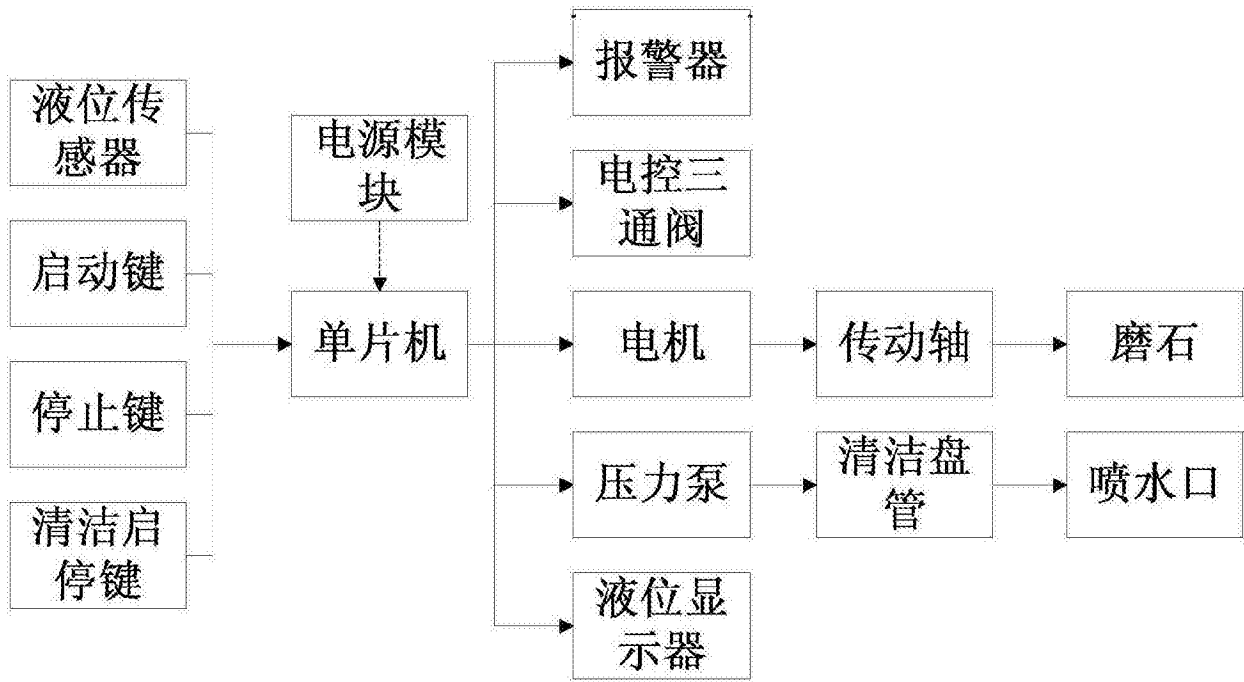 液位传
感器
启动键
停止键
清洁启
停键
电源模
块
单片机
报警器
电控三
通阀
电机
传动轴
磨石
压力泵
清洁盘
管
喷水口
液位显
示器